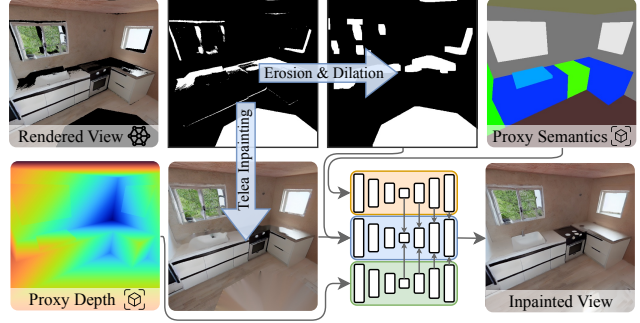 Erosion & Dilation
Rendered View
Proxy Semantics
Telea Inpainting
Proxy Depth
Inpainted View